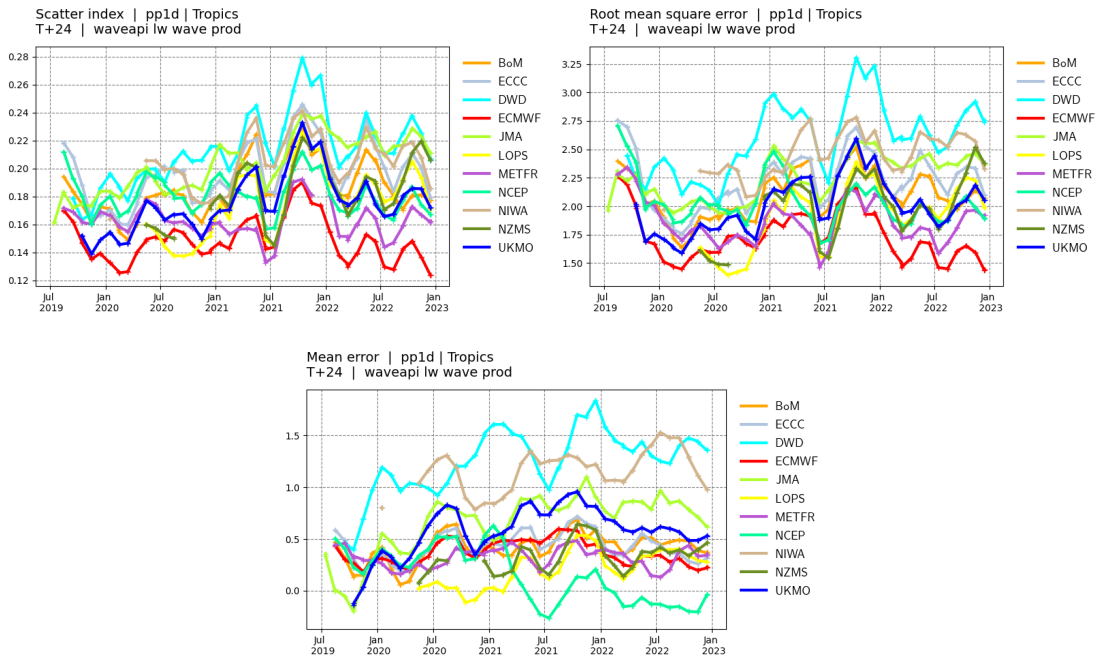 Scatter index | pp1d | Tropics
T+24 | waveapi lw wave prod
0.28
0.26
0.24
0.22
0.20
0.18
0.16
0.14
0.12
Jul
2019
Jan
2020
Jul
2020
Jan
2021
Jul
2021
Jan
2022
Jul
2022
Jan
2023
BoM
ECCC
DWD
ECMWF
JMA
LOPS
METFR
NCEP
NIWA
NZMS
UKMO
Root mean square error | pp1d | Tropics
T+24 | waveapi lw wave prod
3.25
3.00
2.75
2.50
2.25
2.00
1.75
1.50
Jul
2019
Jan
2020
Jul
2020
Jan
2021
Jul
2021
Jan
2022
Jul
2022
Jan
2023
BoM
ECCC
DWD
ECMWF
JMA
LOPS
METFR
NCEP
NIWA
NZMS
UKMO
Mean error | pp1d | Tropics
T+24 | waveapi lw wave prod
1.5
1.0
0.5
0.0
Jul
2019
Jan
2020
Jul
2020
Jan
2021
Jul
2021
Jan
2022
Jul
2022
Jan
2023
BoM
ECCC
DWD
ECMWF
JMA
LOPS
METFR
NCEP
NIWA
NZMS
UKMO